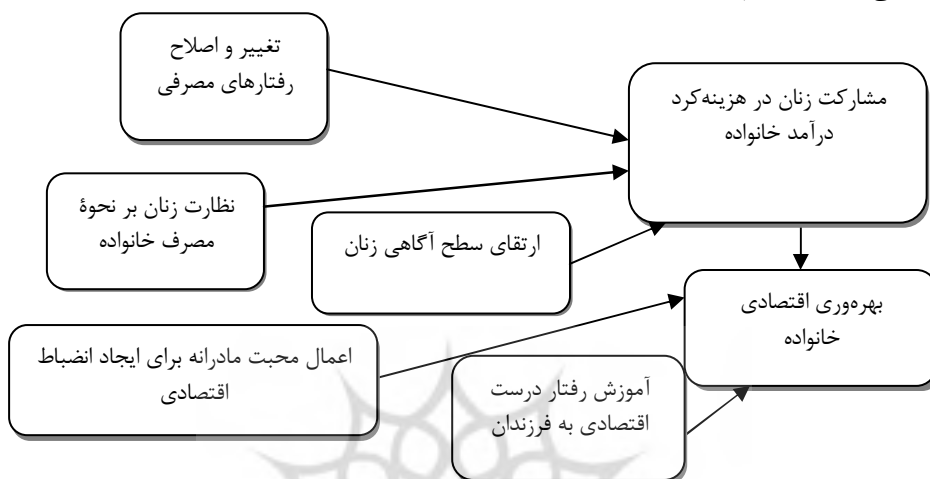 تغییر و اصلاح
رفتارهای مصرفی
مشارکت زنان در هزینه‌کرد
درآمد خانواده
نظارت زنان بر نحوۀ
مصرف خانواده
ارتقای سطح آگاهی زنان
بهره‌وری اقتصادی
خانواده
اعمال محبت مادرانه برای ایجاد انضباط
اقتصادی
آموزش رفتار درست
اقتصادی به فرزندان